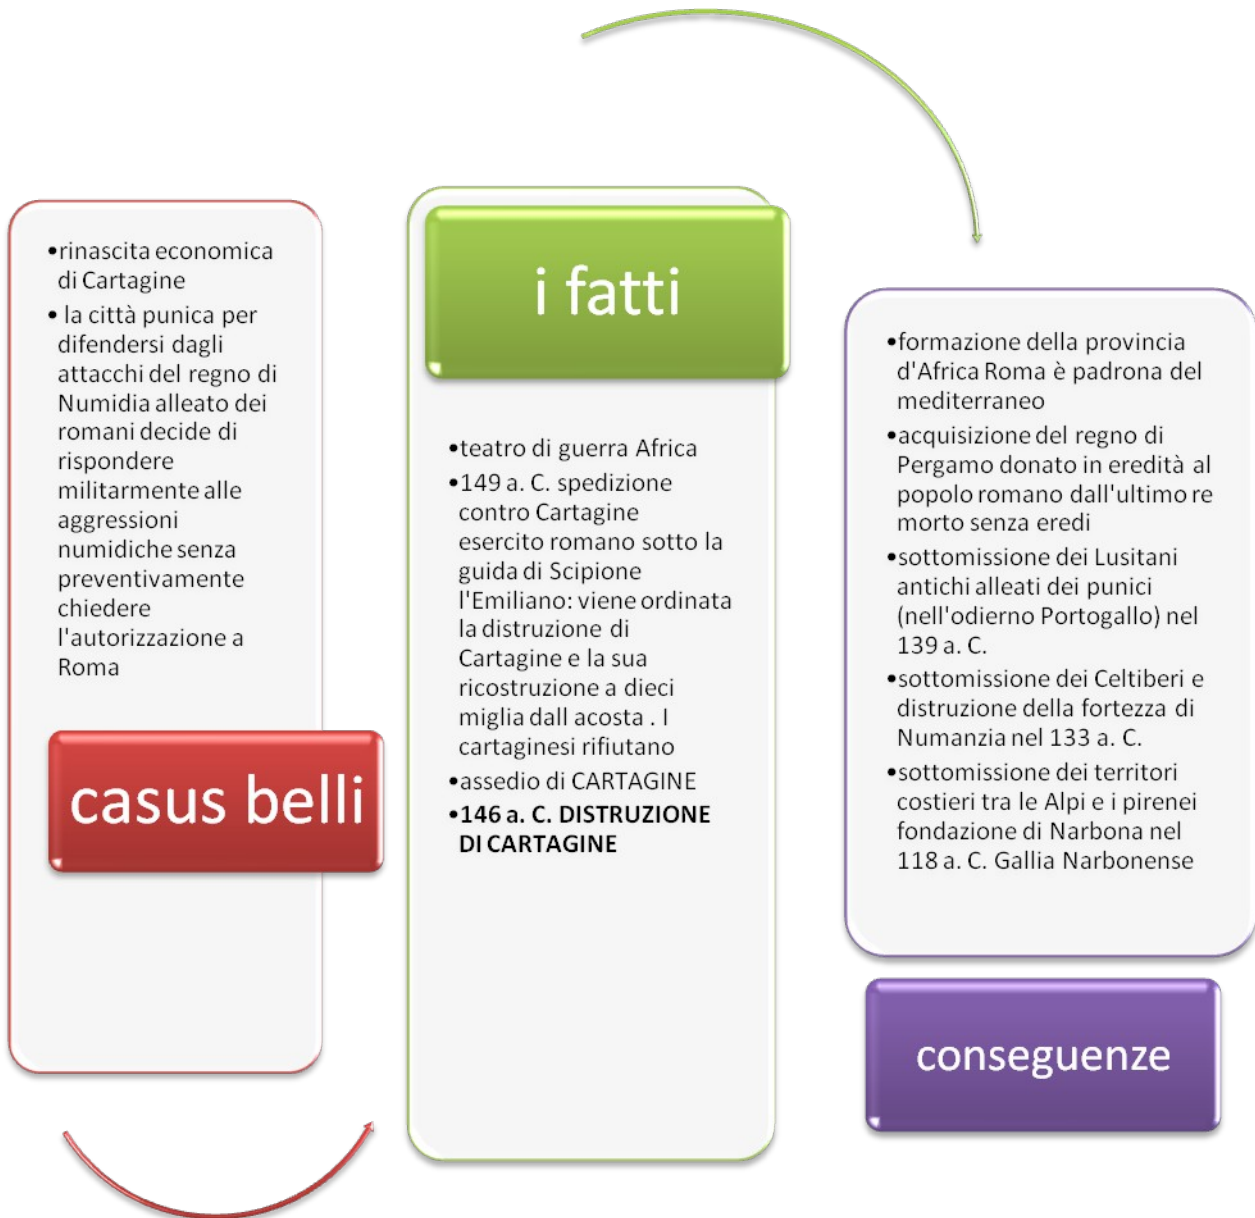 •rinascita economica
di Cartagine
• la città punica per
difendersi dagli
attacchi del regno di
Numidia alleato dei
romani decide di
rispondere
militarmente alle
aggressioni
numidiche senza
preventivamente
chiedere
l'autorizzazione a
Roma
casus belli
i fatti
•teatro di guerra Africa
•149 a. C. spedizione
contro Cartagine
esercito romano sotto la
guida di Scipione
l'Emiliano: viene ordinata
la distruzione di
Cartagine e la sua
ricostruzione a dieci
miglia dall acosta . I
cartaginesi rifiutano
•assedio di CARTAGINE
•146 a. C. DISTRUZIONE
DI CARTAGINE
•formazione della provincia
d'Africa Roma è padrona del
mediterraneo
•acquisizione del regno di
Pergamo donato in eredità al
popolo romano dall'ultimo re
morto senza eredi
•sottomissione dei Lusitani
antichi alleati dei punici
(nell'odierno Portogallo) nel
139 a. C.
•sottomissione dei Celtiberi e
distruzione della fortezza di
Numanzia nel 133 a. C.
•sottomissione dei territori
costieri tra le Alpi e i pirenei
fondazione di Narbona nel
118 a. C. Gallia Narbonense
conseguenze